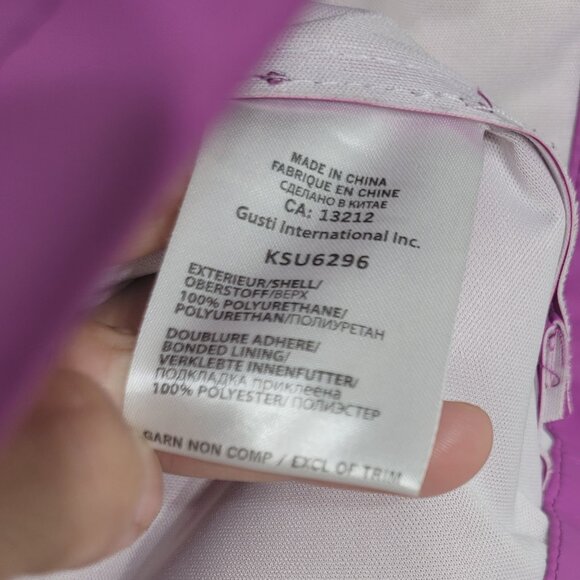 MADE IN CHINA
FABRIQUE EN CHINE
СДЕЛАНО В КИТАЕ
CA: 13212
Gusti International Inc.
KSU6296
EXTERIEUR/SHELL/
OBERSTOFF/ВЕРХ
100% POLYURETHANE/
POLYURETHAN/ПОЛИУРЕТАН
DOUBLURE ADHERE/
BONDED LINING/
VERKLEBTE INNENFUTTER/
ПОДКЛАДКА приклеена
100% POLYESTER/ ПОЛИЭСТЕР
GARN NON COMP / EXCL OF TRIM